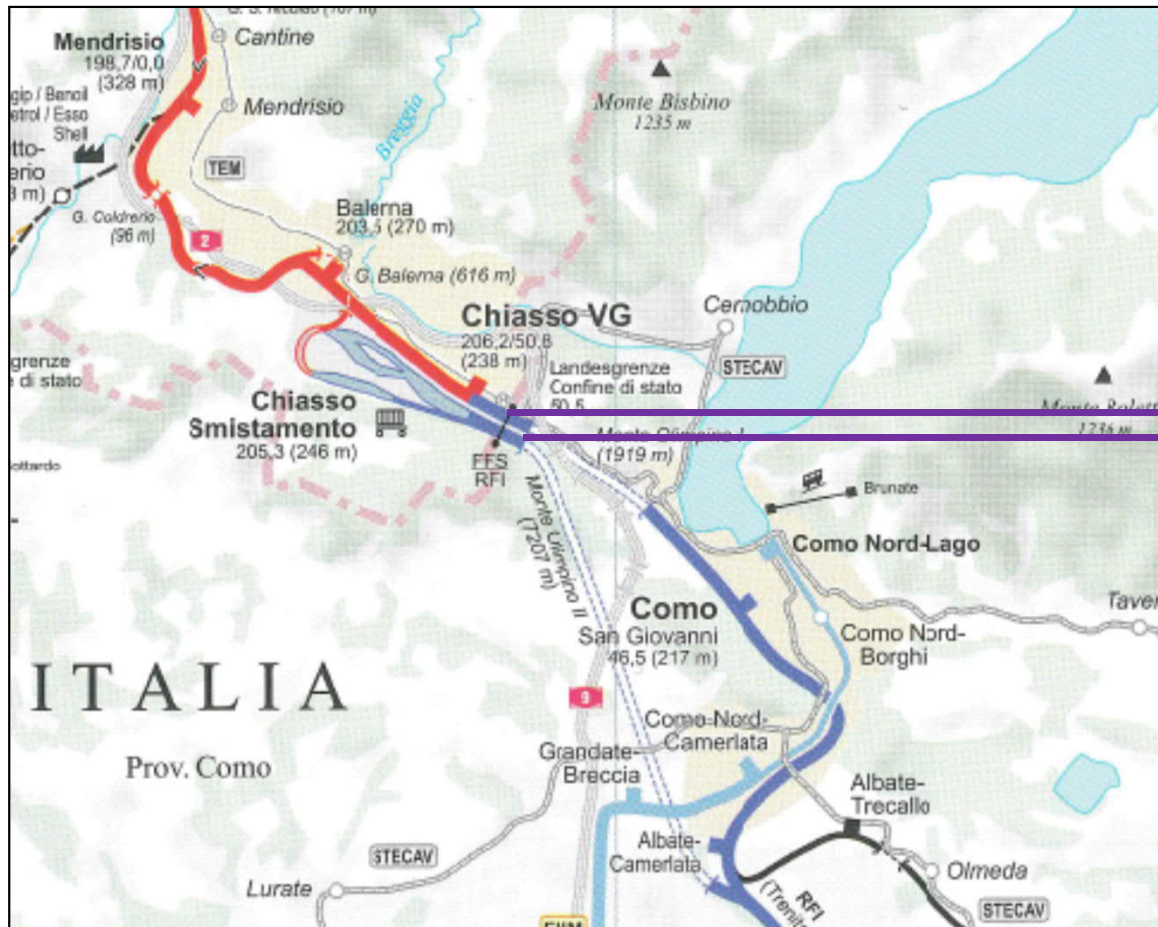 Cantine
Mendrisio
198,7/0,0
(328 m)
Mendrisio
Shell
Monte Bisbino
1235 m
Breggia
TEM
G. Coldrerio
(96 m)
2
Balerna
203,5 (270 m)
G. Balerna (616 m)
Chiasso VG
206,2/50,8
(238 m)
Cernobbio
STECAV
Landesgrenze
Confine di stato
50,5
Chiasso
Smistamento
205,3 (246 m)
FFS
RFI
Monte Olimpino I
(1919 m)
1236 m
Monte Olimpino II
(7207 m)
Brunate
Como Nord-Lago
Como
San Giovanni
46,5 (217 m)
Como Nord-
Borghi
ITALIA
Prov. Como
9
Como-Nord-
Camerlata
Grandate-
Breccia
Albate-
Trecallo
Albate-
Camerlata
STECAV
Lurate
Olmeda
RFI
STECAV